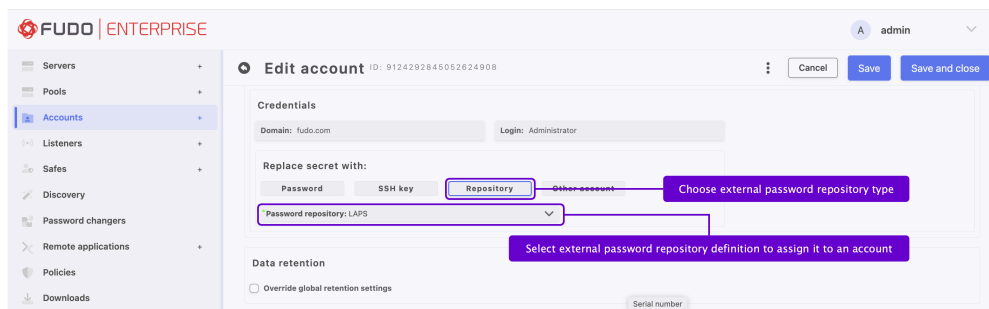 FUDO ENTERPRISE
A admin
Servers +
Edit account ID: 9124292845052624908
Cancel Save Save and close
Pools +
Credentials
Accounts +
Domain: fudo.com Login: Administrator
Listeners +
Replace secret with:
Safes +
Password SSH key Repository Other account
Choose external password repository type
Discovery
*Password repository: LAPS
Password changers
Remote applications +
Select external password repository definition to assign it to an account
Data retention
Policies
Override global retention settings
Downloads
Serial number